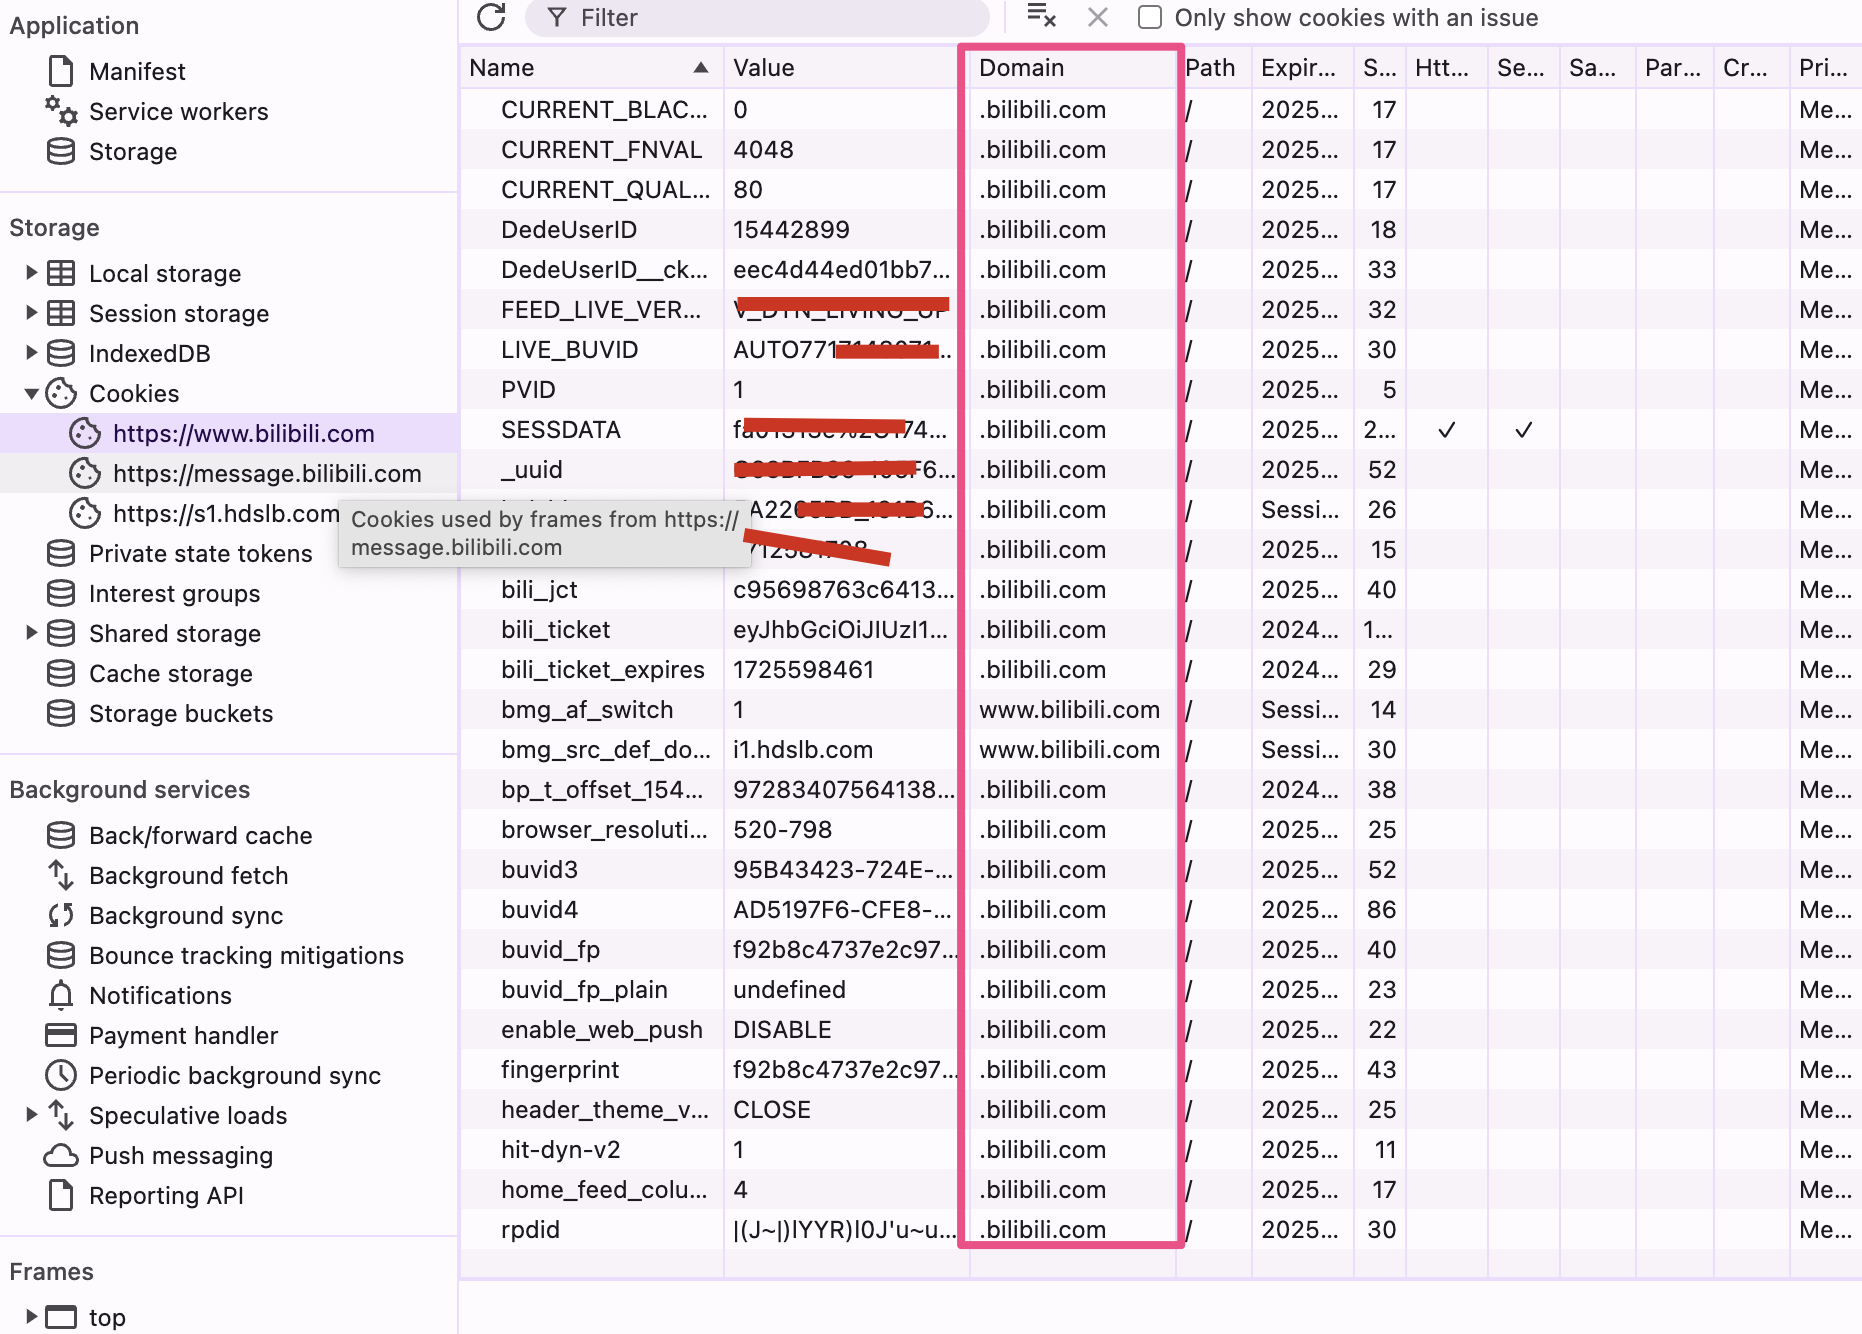 Application
Manifest
Service workers
Storage
Storage
Local storage
Session storage
IndexedDB
Cookies
https://www.bilibili.com
https://message.bilibili.com
https://s1.hdslb.com
Private state tokens
Interest groups
Shared storage
Cache storage
Storage buckets
Background services
Back/forward cache
Background fetch
Background sync
Bounce tracking mitigations
Notifications
Payment handler
Periodic background sync
Speculative loads
Push messaging
Reporting API
Frames
top
Cookies used by frames from https://
message.bilibili.com
Filter Only show cookies with an issue
Name Value Domain Path Expir... S... Htt... Se... Sa... Par... Cr... Pri...
CURRENT_BLAC... 0 .bilibili.com / 2025... 17 Me...
CURRENT_FNVAL 4048 .bilibili.com / 2025... 17 Me...
CURRENT_QUAL... 80 .bilibili.com / 2025... 17 Me...
DedeUserID 15442899 .bilibili.com / 2025... 18 Me...
DedeUserID__ck... eec4d44ed01bb7... .bilibili.com / 2025... 33 Me...
FEED_LIVE_VER... .bilibili.com / 2025... 32 Me...
LIVE_BUVID .bilibili.com / 2025... 30 Me...
PVID 1 .bilibili.com / 2025... 5 Me...
SESSDATA .bilibili.com / 2025... 2... ✓ ✓ Me...
_uuid .bilibili.com / 2025... 52 Me...
.bilibili.com / Sessi... 26 Me...
.bilibili.com / 2025... 15 Me...
bili_jct c95698763c6413... .bilibili.com / 2025... 40 Me...
bili_ticket eyJhbGciOiJIUzI1... .bilibili.com / 2024... 1... Me...
bili_ticket_expires 1725598461 .bilibili.com / 2024... 29 Me...
bmg_af_switch 1 www.bilibili.com / Sessi... 14 Me...
bmg_src_def_do... i1.hdslb.com www.bilibili.com / Sessi... 30 Me...
bp_t_offset_154... 97283407564138... .bilibili.com / 2024... 38 Me...
browser_resoluti... 520-798 .bilibili.com / 2025... 25 Me...
buvid3 95B43423-724E-... .bilibili.com / 2025... 52 Me...
buvid4 AD5197F6-CFE8-... .bilibili.com / 2025... 86 Me...
buvid_fp f92b8c4737e2c97... .bilibili.com / 2025... 40 Me...
buvid_fp_plain undefined .bilibili.com / 2025... 23 Me...
enable_web_push DISABLE .bilibili.com / 2025... 22 Me...
fingerprint f92b8c4737e2c97... .bilibili.com / 2025... 43 Me...
header_theme_v... CLOSE .bilibili.com / 2025... 25 Me...
hit-dyn-v2 1 .bilibili.com / 2025... 11 Me...
home_feed_colu... 4 .bilibili.com / 2025... 17 Me...
rpdid |(J~|)lYYR)l0J'u~u... .bilibili.com / 2025... 30 Me...